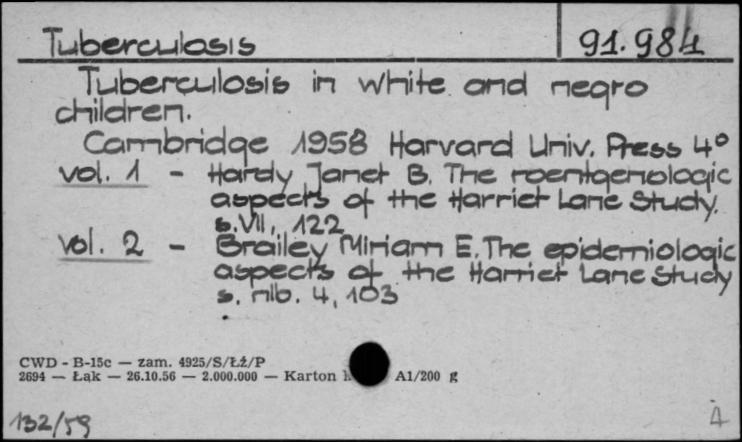 Tuberculosis 91.984
Tuberculosis in white and negro
children.
Cambridge 1958 Harvard Univ. Press 4°
vol. 1 - Hardy Janet B. The roentgenologic
aspects of the Harriet Lane Study.
s. VII, 122
vol. 2 - Brailey Miriam E. The epidemiologic
aspects of the Harriet Lane Study
s. nlb. 4, 103
CWD - B-15c — zam. 4925/S/Łż/P
2694 — Łąk — 26.10.56 — 2.000.000 — Karton A1/200 g
132/59